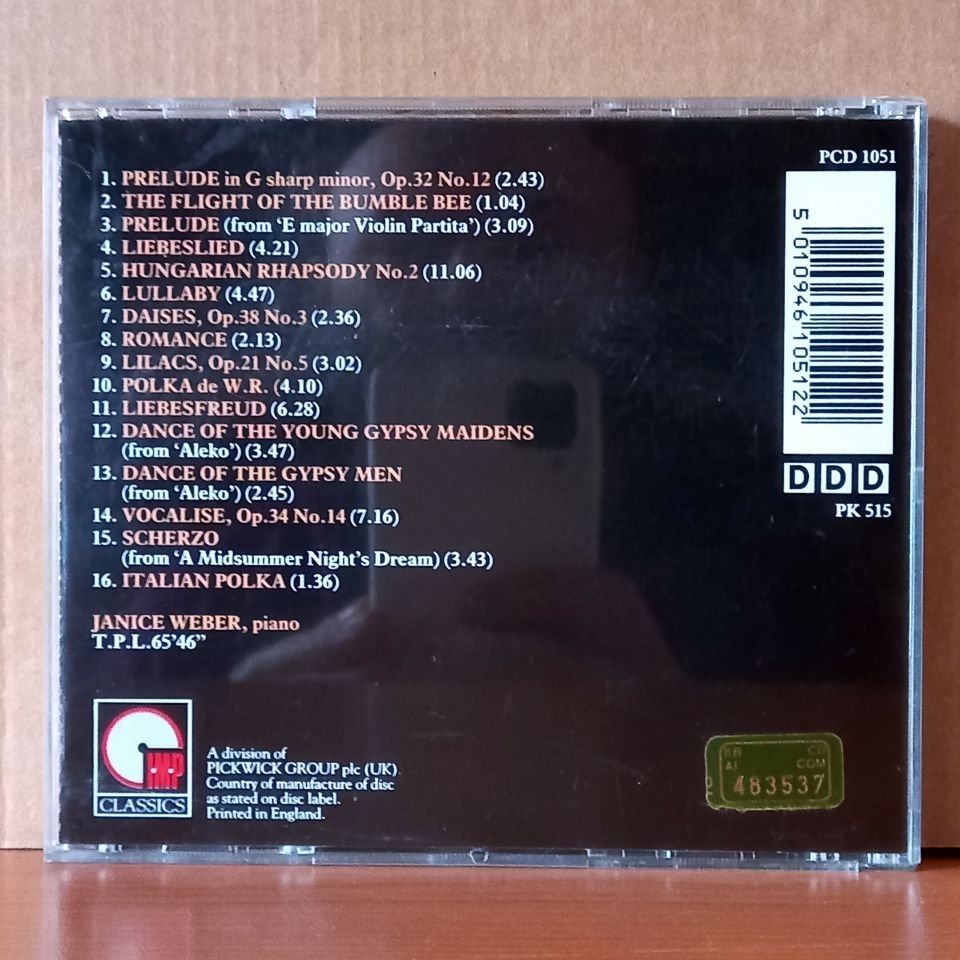 PCD 1051
1. PRELUDE in G sharp minor, Op.32 No.12 (2.43)
2. THE FLIGHT OF THE BUMBLE BEE (1.04)
3. PRELUDE (from ‘E major Violin Partita’) (3.09)
4. LIEBESLIED (4.21)
5. HUNGARIAN RHAPSODY No.2 (11.06)
6. LULLABY (4.47)
7. DAISES, Op.38 No.3 (2.36)
8. ROMANCE (2.13)
9. LILACS, Op.21 No.5 (3.02)
10. POLKA de W.R. (4.10)
11. LIEBESFREUD (6.28)
12. DANCE OF THE YOUNG GYPSY MAIDENS
(from ‘Aleko’) (3.47)
13. DANCE OF THE GYPSY MEN
(from ‘Aleko’) (2.45)
14. VOCALISE, Op.34 No.14 (7.16)
15. SCHERZO
(from ‘A Midsummer Night’s Dream) (3.43)
16. ITALIAN POLKA (1.36)
JANICE WEBER, piano
T.P.L.65’46”
5 010946 105122
DDD
PK 515
IMP
CLASSICS
A division of
PICKWICK GROUP plc (UK)
Country of manufacture of disc
as stated on disc label.
Printed in England.
KB CD
AI COM
483537